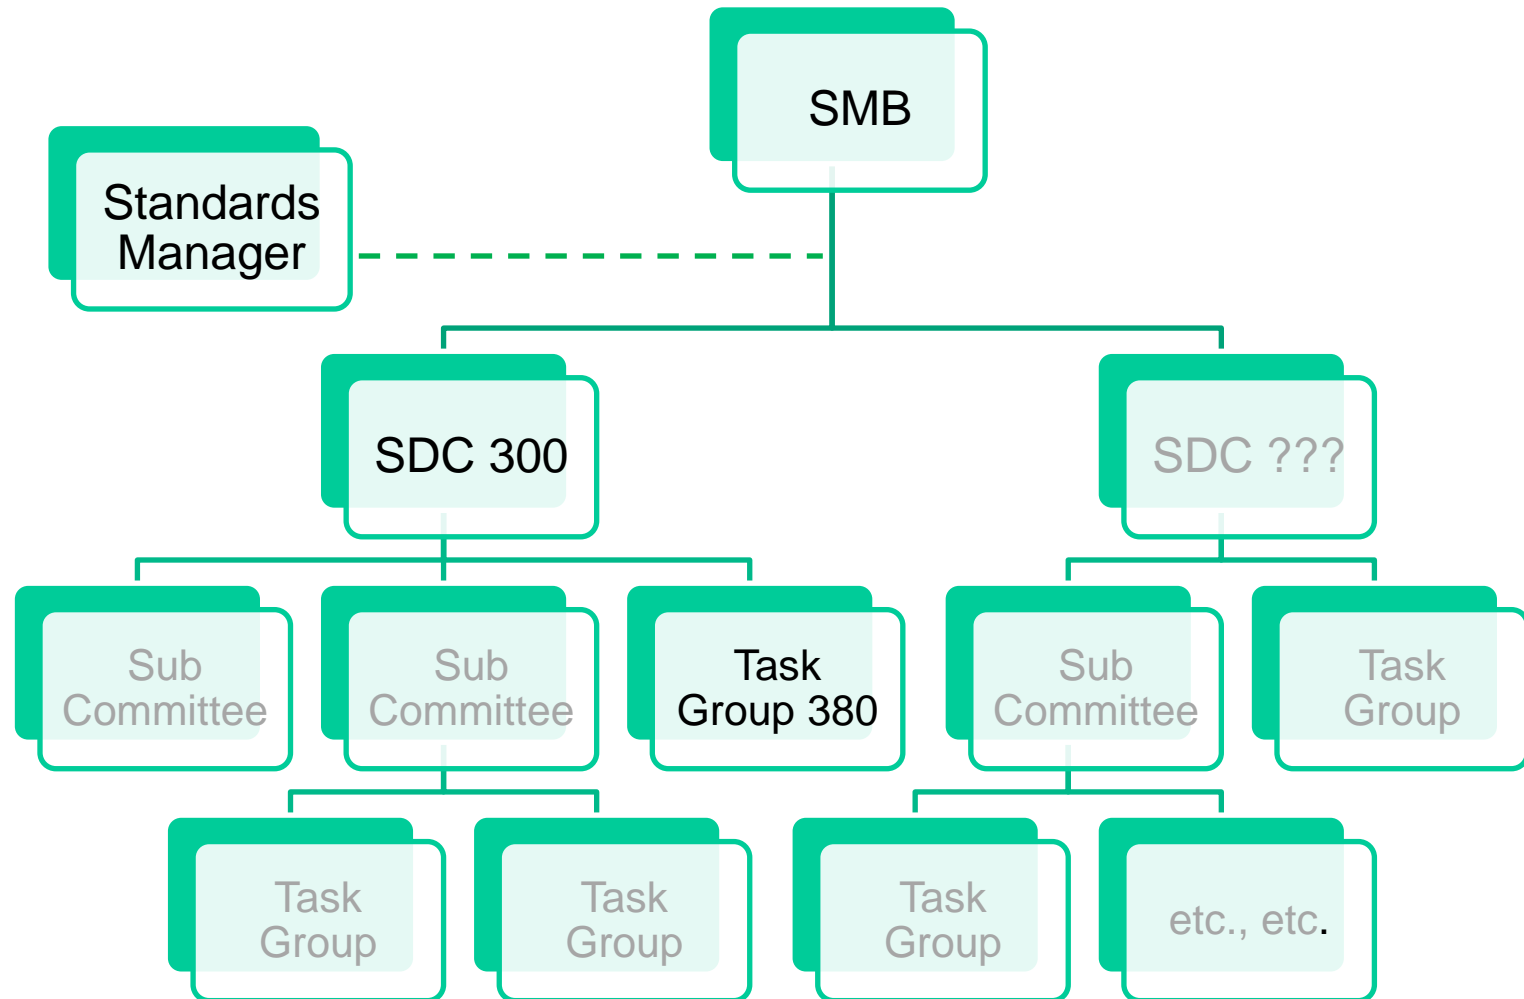 SMB
Standards
Manager
SDC 300
SDC ???
Sub
Committee
Sub
Committee
Task
Group 380
Sub
Committee
Task
Group
Task
Group
Task
Group
Task
Group
etc., etc.